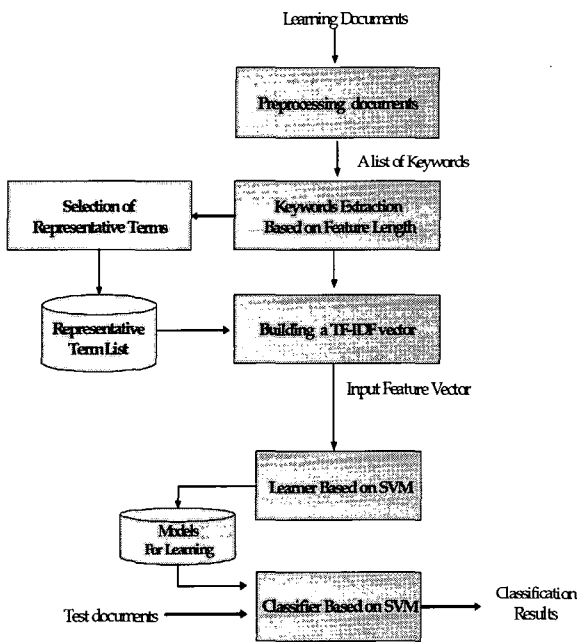 Learning Documents
Preprocessing documents
A list of Keywords
Selection of
Representative Terms
Keywords Extraction
Based on Feature Length
Representative
Term List
Building a TF-IDF vector
Input Feature Vector
Learner Based on SVM
Models
For Learning
Test documents
Classifier Based on SVM
Classification
Results